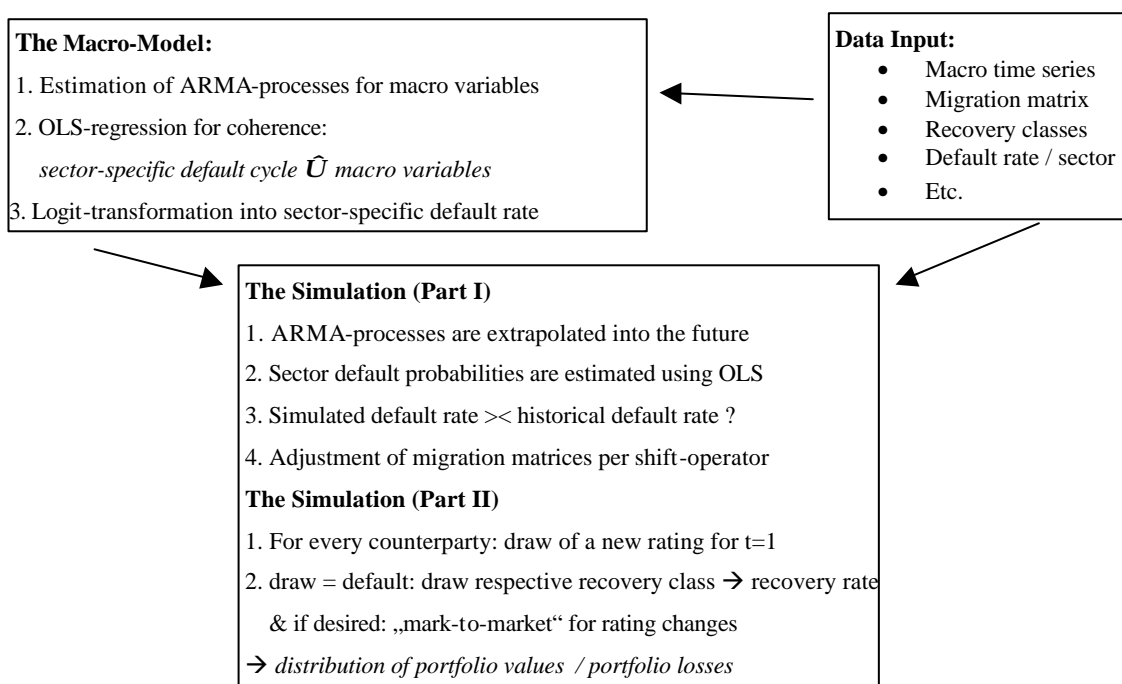 The Macro-Model:
1. Estimation of ARMA-processes for macro variables
2. OLS-regression for coherence:
sector-specific default cycle Û macro variables
3. Logit-transformation into sector-specific default rate
Data Input:
• Macro time series
• Migration matrix
• Recovery classes
• Default rate / sector
• Etc.
The Simulation (Part I)
1. ARMA-processes are extrapolated into the future
2. Sector default probabilities are estimated using OLS
3. Simulated default rate >< historical default rate ?
4. Adjustment of migration matrices per shift-operator
The Simulation (Part II)
1. For every counterparty: draw of a new rating for t=1
2. draw = default: draw respective recovery class → recovery rate
& if desired: „mark-to-market“ for rating changes
→ distribution of portfolio values / portfolio losses